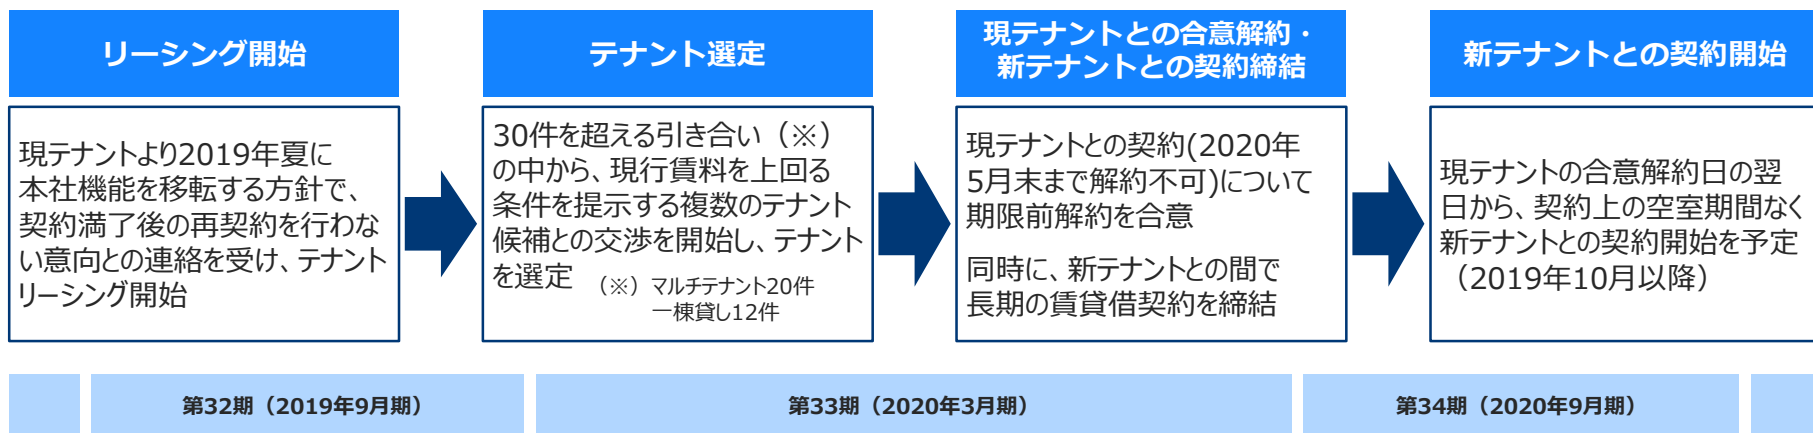 リーシング開始
現テナントより2019年夏に
本社機能を移転する方針で、
契約満了後の再契約を行わな
い意向との連絡を受け、テナント
リーシング開始
テナント選定
30件を超える引き合い（※）
の中から、現行賃料を上回る
条件を提示する複数のテナント
候補との交渉を開始し、テナント
を選定
（※）マルチテナント20件
一棟貸し12件
現テナントとの合意解約・
新テナントとの契約締結
現テナントとの契約(2020年
5月末まで解約不可)について
期限前解約を合意
同時に、新テナントとの間で
長期の賃貸借契約を締結
新テナントとの契約開始
現テナントの合意解約日の翌
日から、契約上の空室期間なく
新テナントとの契約開始を予定
（2019年10月以降）
第32期（2019年9月期）
第33期（2020年3月期）
第34期（2020年9月期）